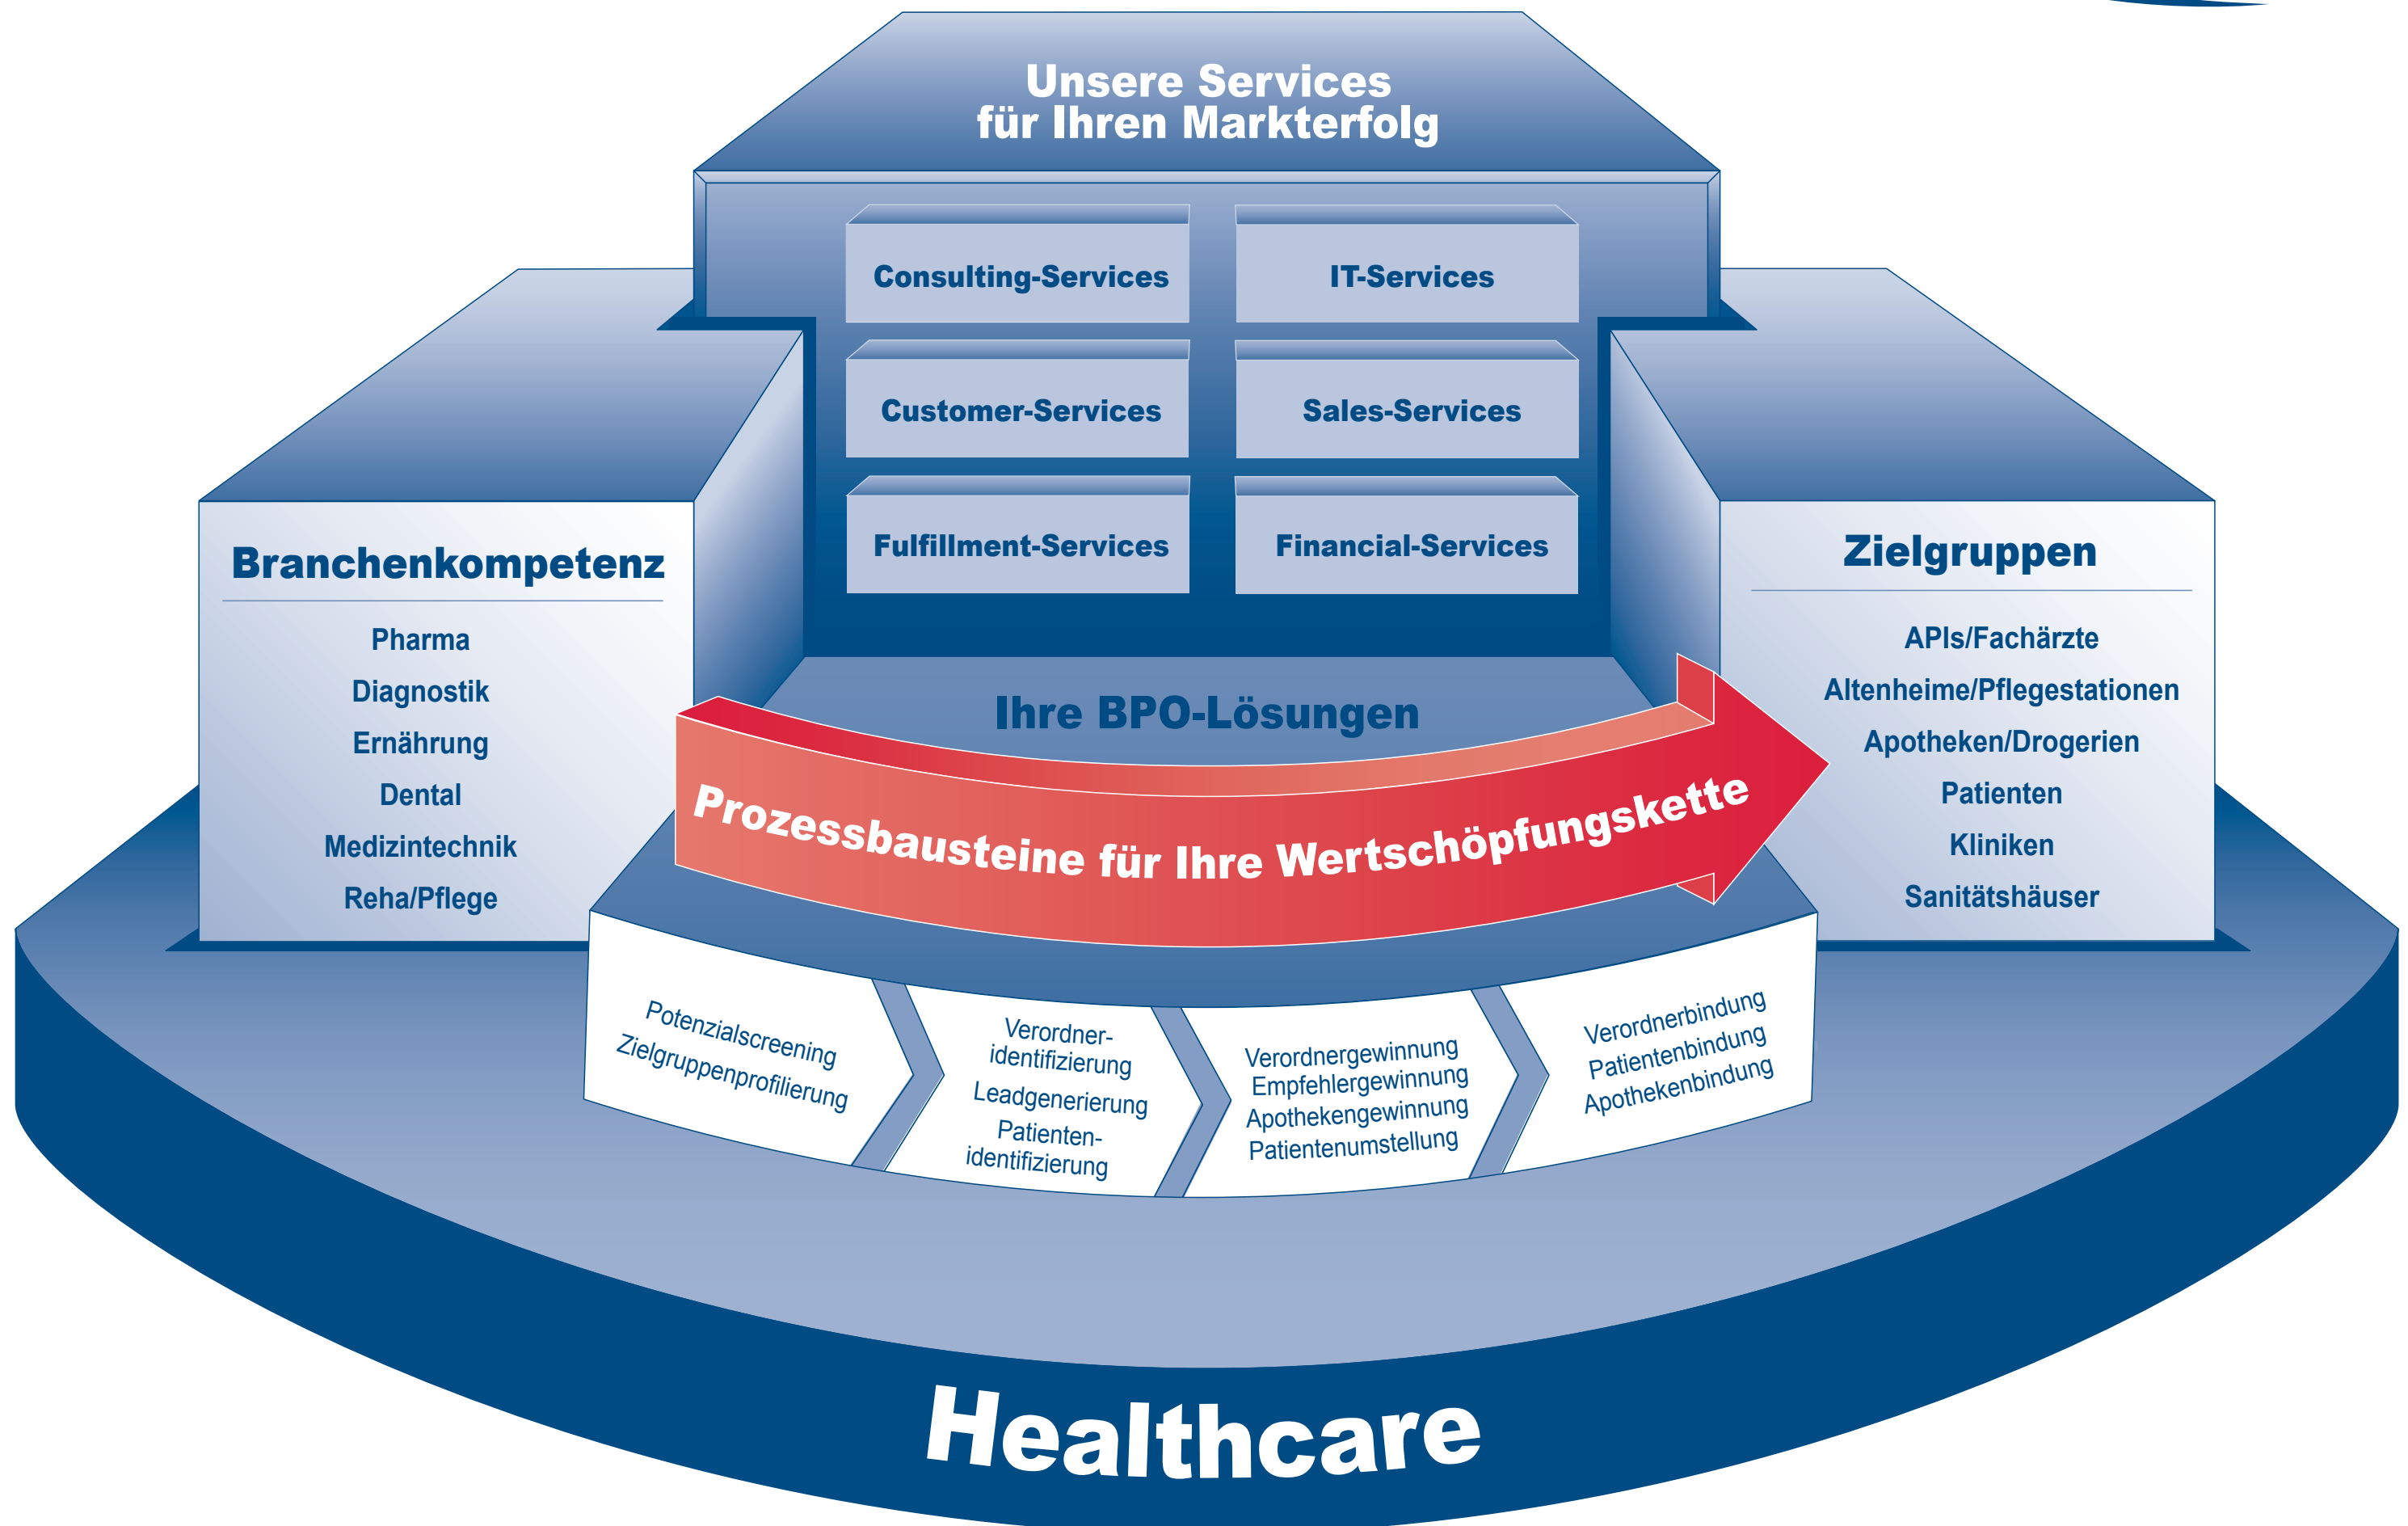 Unsere Services
für Ihren Markterfolg
Consulting-Services
IT-Services
Customer-Services
Sales-Services
Fulfillment-Services
Financial-Services
Branchenkompetenz
Pharma
Diagnostik
Ernährung
Dental
Medizintechnik
Reha/Pflege
Zielgruppen
APIs/Fachärzte
Altenheime/Pflegestationen
Apotheken/Drogerien
Patienten
Kliniken
Sanitätshäuser
Ihre BPO-Lösungen
Prozessbausteine für Ihre Wertschöpfungskette
Potenzialscreening
Zielgruppenprofilierung
Verordner-
identifizierung
Leadgenerierung
Patienten-
identifizierung
Verordnergewinnung
Empfehlergewinnung
Apothekengewinnung
Patientenumstellung
Verordnerbindung
Patientenbindung
Apothekenbindung
Healthcare